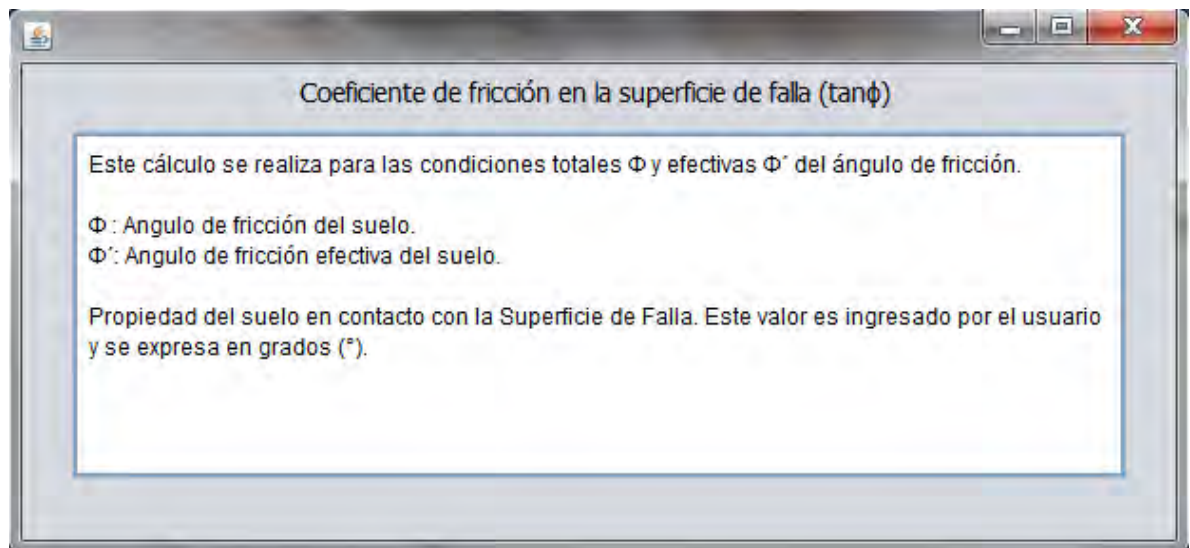 Coeficiente de fricción en la superficie de falla (tanϕ)
Este cálculo se realiza para las condiciones totales Φ y efectivas Φ´ del ángulo de fricción.
Φ : Angulo de fricción del suelo.
Φ´: Angulo de fricción efectiva del suelo.
Propiedad del suelo en contacto con la Superficie de Falla. Este valor es ingresado por el usuario
y se expresa en grados (°).